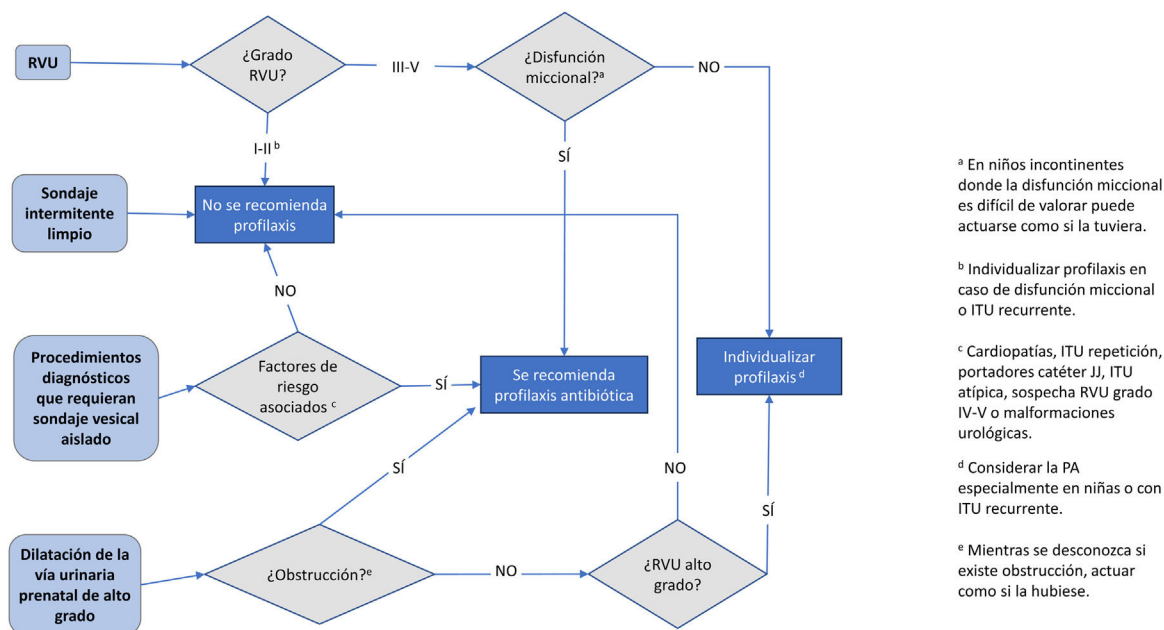 RVU
¿Grado
RVU?
III-V
¿Disfunción
miccional?ᵃ
NO
I-II ᵇ
SÍ
Sondaje
intermitente
limpio
No se recomienda
profilaxis
NO
Procedimientos
diagnósticos
que requieran
sondaje vesical
aislado
Factores de
riesgo
asociados ᶜ
SÍ
Se recomienda
profilaxis antibiótica
Individualizar
profilaxis ᵈ
SÍ
NO
SÍ
Dilatación de la
vía urinaria
prenatal de alto
grado
¿Obstrucción?ᵉ
NO
¿RVU alto
grado?
ᵃ En niños incontinentes
donde la disfunción miccional
es difícil de valorar puede
actuarse como si la tuviera.
ᵇ Individualizar profilaxis en
caso de disfunción miccional
o ITU recurrente.
ᶜ Cardiopatías, ITU repetición,
portadores catéter JJ, ITU
atípica, sospecha RVU grado
IV-V o malformaciones
urológicas.
ᵈ Considerar la PA
especialmente en niñas o con
ITU recurrente.
ᵉ Mientras se desconozca si
existe obstrucción, actuar
como si la hubiese.